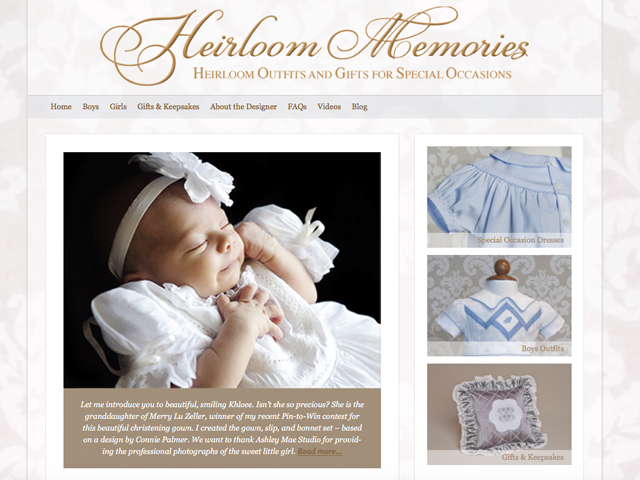 Heirloom Memories
Heirloom Outfits and Gifts for Special Occasions
Home Boys Girls Gifts & Keepsakes About the Designer FAQs Videos Blog
Let me introduce you to beautiful, smiling Khloee. Isn't she so precious? She is the
granddaughter of Merry Lu Zeller, winner of my recent Pin-to-Win contest for
this beautiful christening gown. I created the gown, slip, and bonnet set – based
on a design by Connie Palmer. We want to thank Ashley Mae Studio for provid-
ing the professional photographs of the sweet little girl. Read more...
Special Occasion Dresses
Boys Outfits
Gifts & Keepsakes